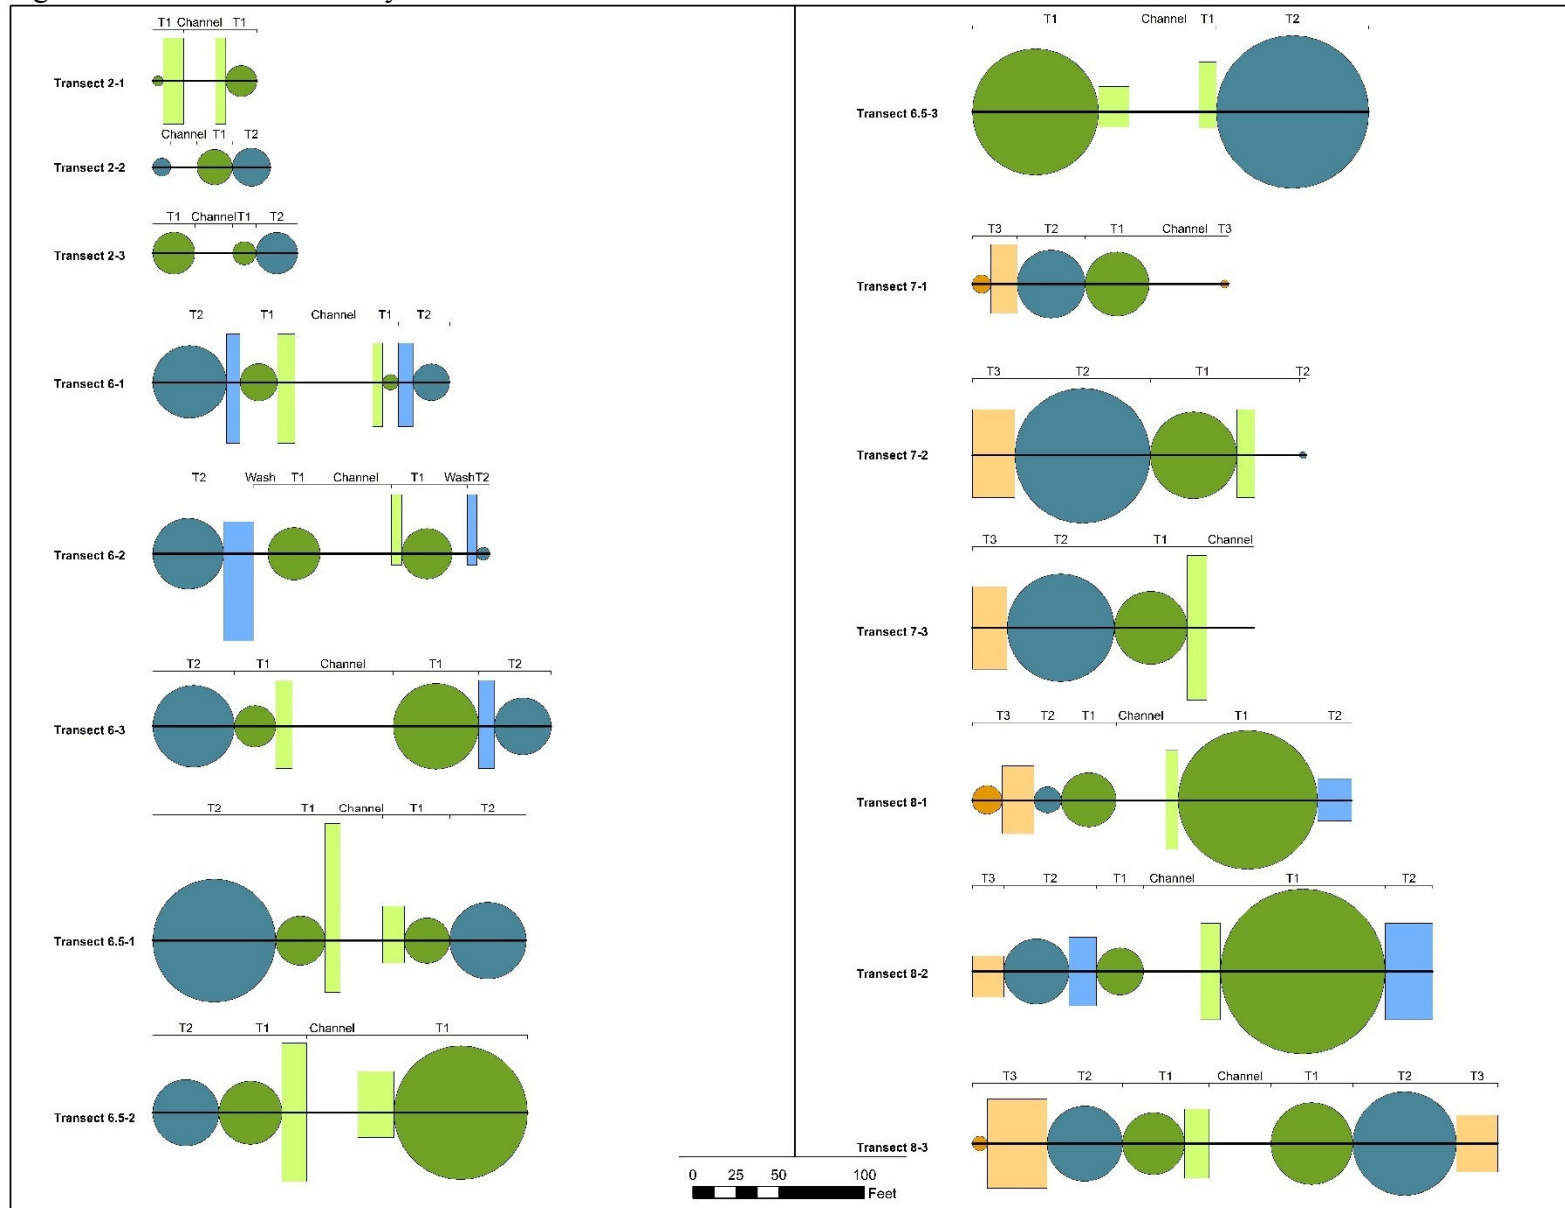 T1 Channel T1
Transect 2-1
Channel T1 T2
Transect 2-2
T1 Channel T1 T2
Transect 2-3
T2 T1 Channel T1 T2
Transect 6-1
T2 Wash T1 Channel T1 Wash T2
Transect 6-2
T2 T1 Channel T1 T2
Transect 6-3
T2 T1 Channel T1 T2
Transect 6.5-1
T2 T1 Channel T1
Transect 6.5-2
T1 Channel T1 T2
Transect 6.5-3
T3 T2 T1 Channel T3
Transect 7-1
T3 T2 T1 T2
Transect 7-2
T3 T2 T1 Channel
Transect 7-3
T3 T2 T1 Channel T1 T2
Transect 8-1
T3 T2 T1 Channel T1 T2
Transect 8-2
T3 T2 T1 Channel T1 T2 T3
Transect 8-3
0 25 50 100
Feet